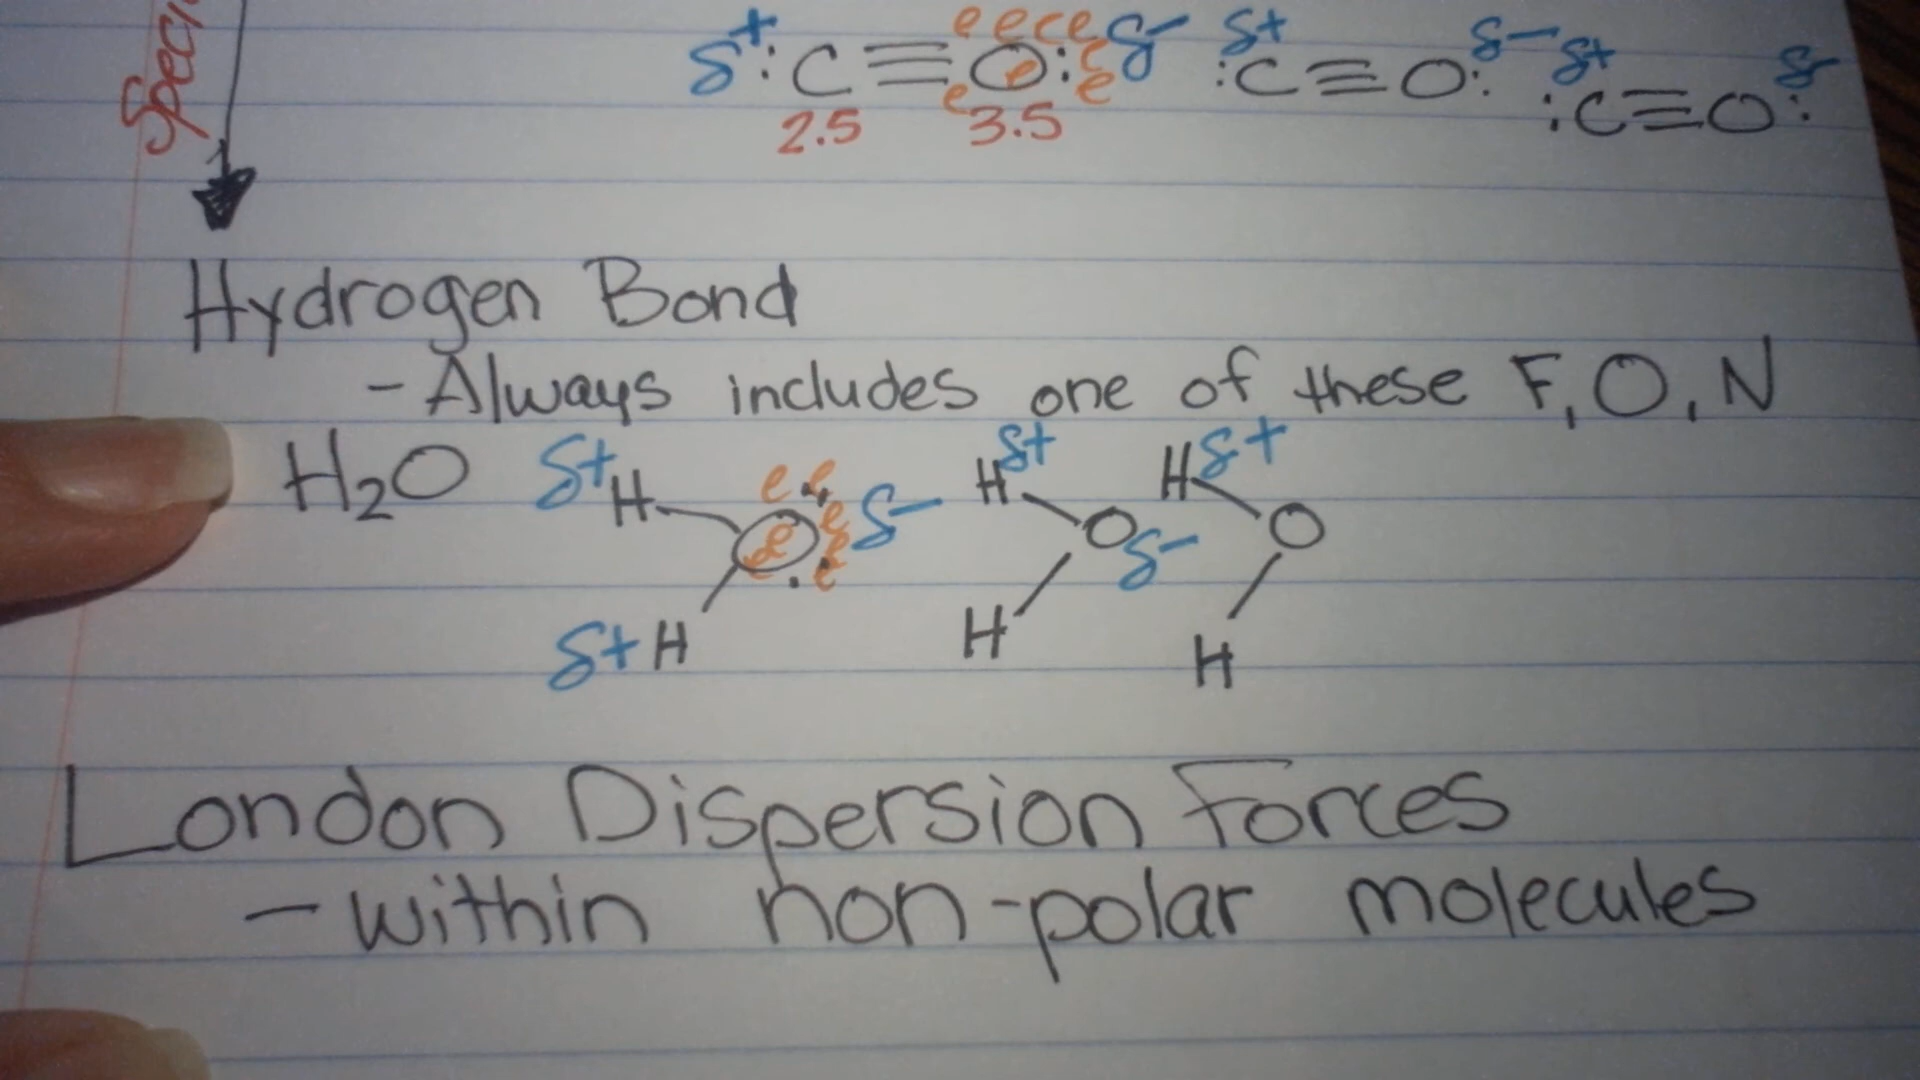 δ+ :C≡O: δ- δ+ :C≡O: δ- δ+ :C≡O: δ-
e e e e e e e e
2.5 3.5
Hydrogen Bond
- Always includes one of these F, O, N
H₂O δ+ H O δ- H δ+ O δ- H δ+ O
e e e e e e e
δ+ H H H
London Dispersion Forces
- within non-polar molecules